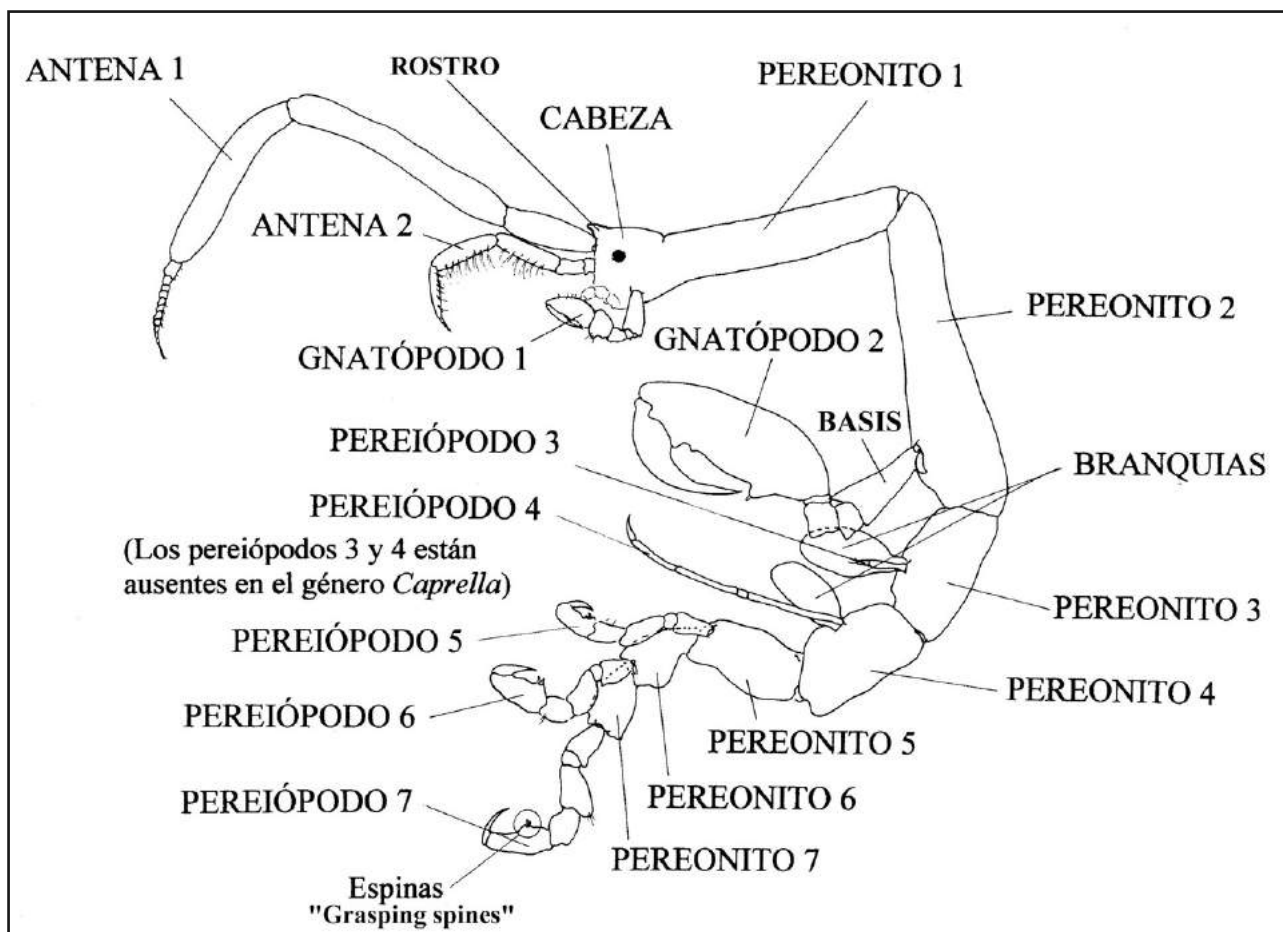 ANTENA 1
ROSTRO
PEREONITO 1
CABEZA
ANTENA 2
PEREONITO 2
GNATÓPODO 1
GNATÓPODO 2
BASIS
PEREIÓPODO 3
BRANQUIAS
PEREIÓPODO 4
(Los pereiópodos 3 y 4 están
ausentes en el género Caprella)
PEREONITO 3
PEREIÓPODO 5
PEREONITO 4
PEREIÓPODO 6
PEREONITO 5
PEREIÓPODO 7
PEREONITO 6
PEREONITO 7
Espinas
"Grasping spines"